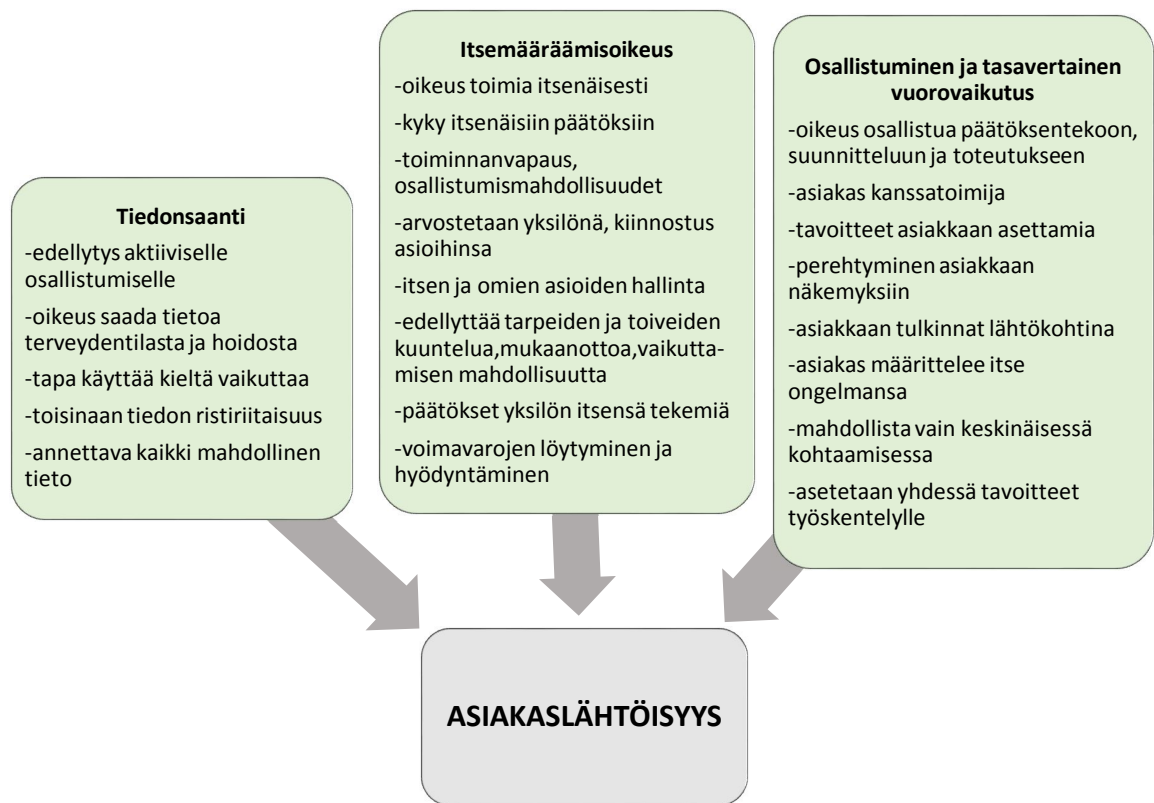 Tiedonsaanti
-edellytys aktiiviselle
osallistumiselle
-oikeus saada tietoa
terveydentilasta ja hoidosta
-tapa käyttää kieltä vaikuttaa
-toisinaan tiedon ristiriitaisuus
-annettava kaikki mahdollinen
tieto
Itsemääräämisoikeus
-oikeus toimia itsenäisesti
-kyky itsenäisiin päätöksiin
-toiminnanvapaus,
osallistumismahdollisuudet
-arvostetaan yksilönä, kiinnostus
asioihinsa
-itsen ja omien asioiden hallinta
-edellyttää tarpeiden ja toiveiden
kuuntelua,mukaanottoa,vaikutta-
misen mahdollisuutta
-päätökset yksilön itsensä tekemiä
-voimavarojen löytyminen ja
hyödyntäminen
Osallistuminen ja tasavertainen
vuorovaikutus
-oikeus osallistua päätöksentekoon,
suunnitteluun ja toteutukseen
-asiakas kanssatoimija
-tavoitteet asiakkaan asettamia
-perehtyminen asiakkaan
näkemyksiin
-asiakkaan tulkinnat lähtökohtina
-asiakas määrittelee itse
ongelmansa
-mahdollista vain keskinäisessä
kohtaamisessa
-asetetaan yhdessä tavoitteet
työskentelylle
ASIAKASLÄHTÖISYYS